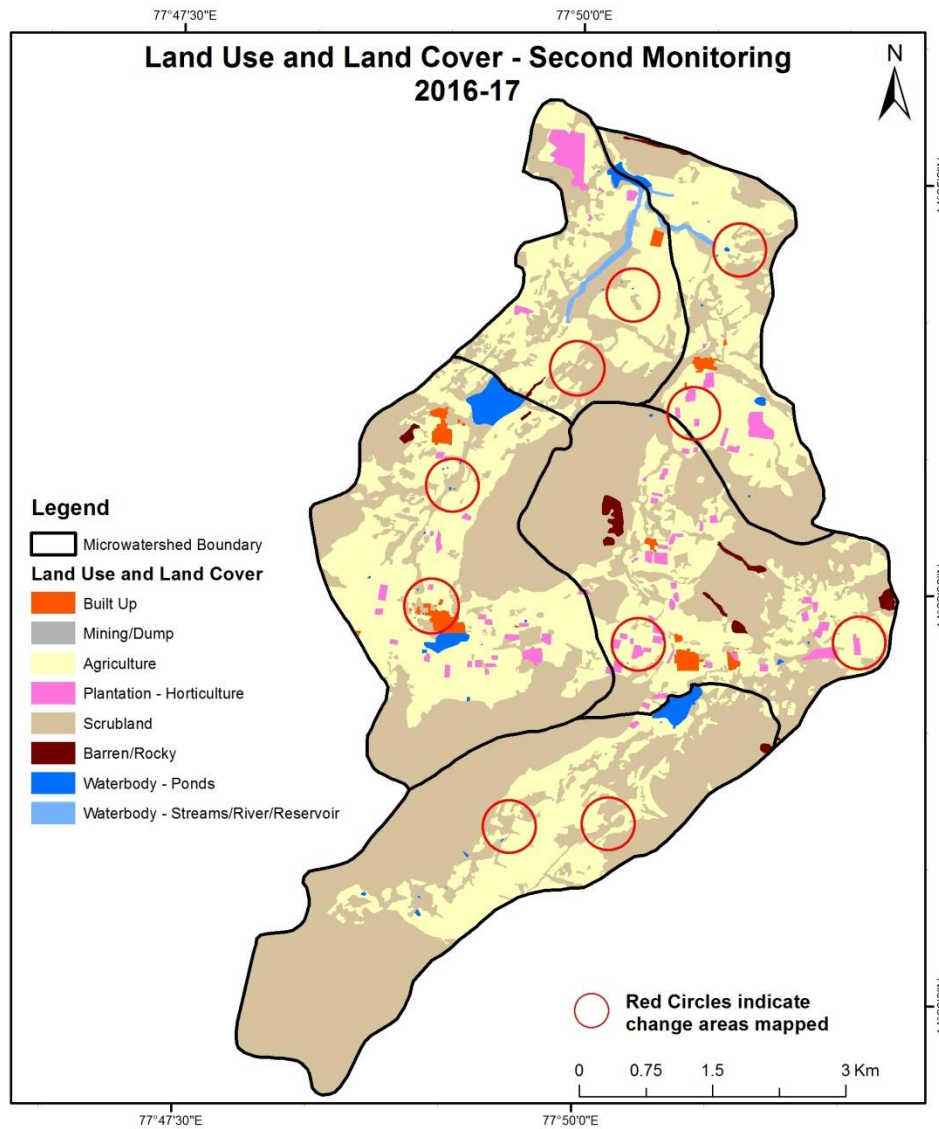 77°47'30"E
77°50'0"E
Land Use and Land Cover - Second Monitoring
2016-17
N
Legend
Microwatershed Boundary
Land Use and Land Cover
Built Up
Mining/Dump
Agriculture
Plantation - Horticulture
Scrubland
Barren/Rocky
Waterbody - Ponds
Waterbody - Streams/River/Reservoir
Red Circles indicate
change areas mapped
0 0.75 1.5 3 Km
77°47'30"E
77°50'0"E